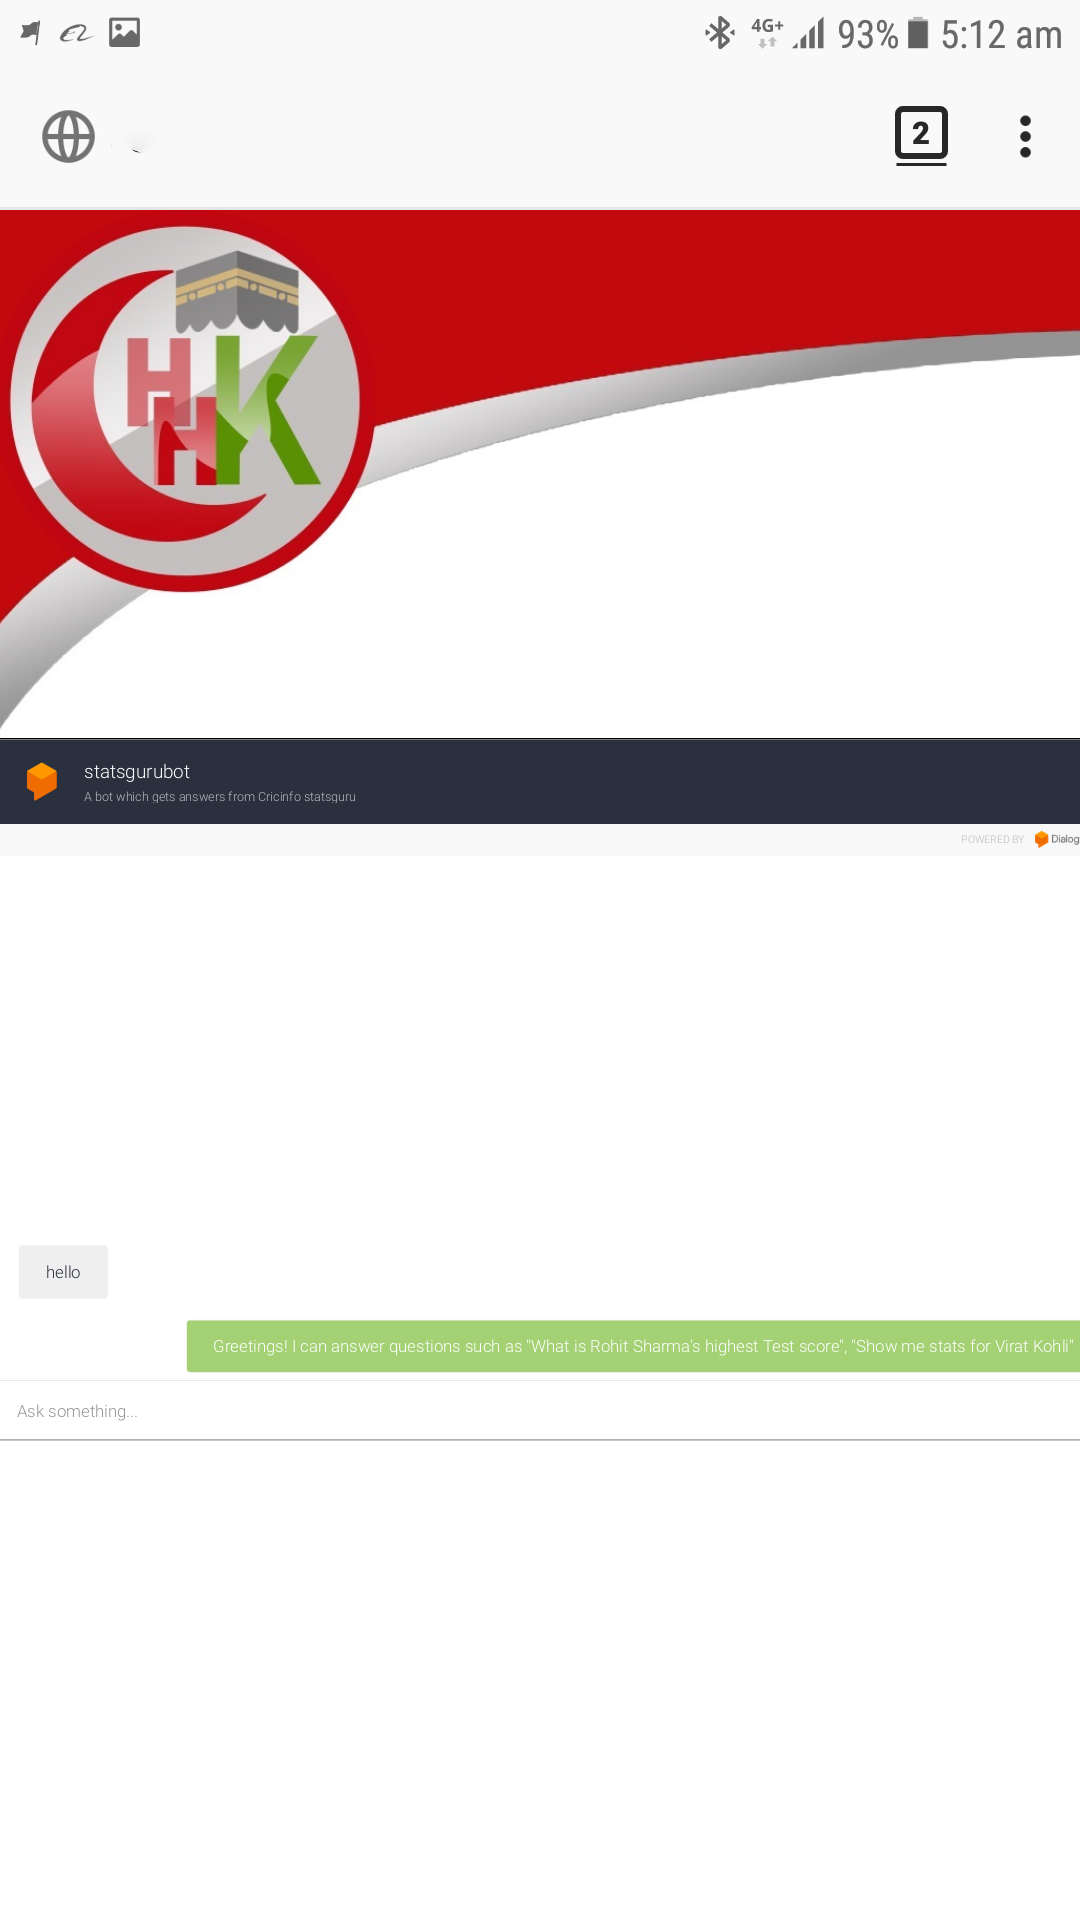 4G+ 93% 5:12 am
2
HHK
statsgurubot
A bot which gets answers from Cricinfo statsguru
POWERED BY Dialog
hello
Greetings! I can answer questions such as "What is Rohit Sharma's highest Test score", "Show me stats for Virat Kohli"
Ask something...